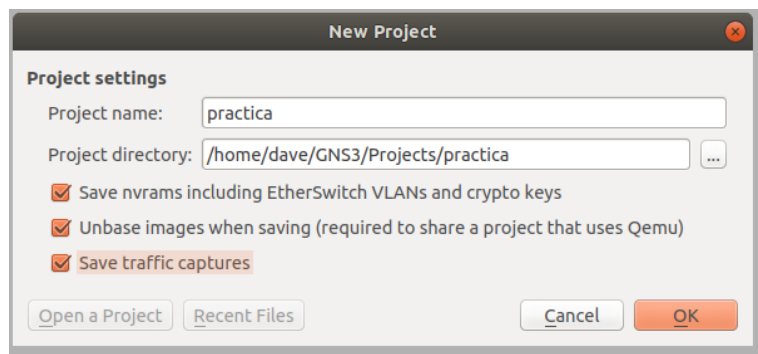 New Project
Project settings
Project name: practica
Project directory: /home/dave/GNS3/Projects/practica ...
Save nvrams including EtherSwitch VLANs and crypto keys
Unbase images when saving (required to share a project that uses Qemu)
Save traffic captures
Open a Project Recent Files Cancel OK